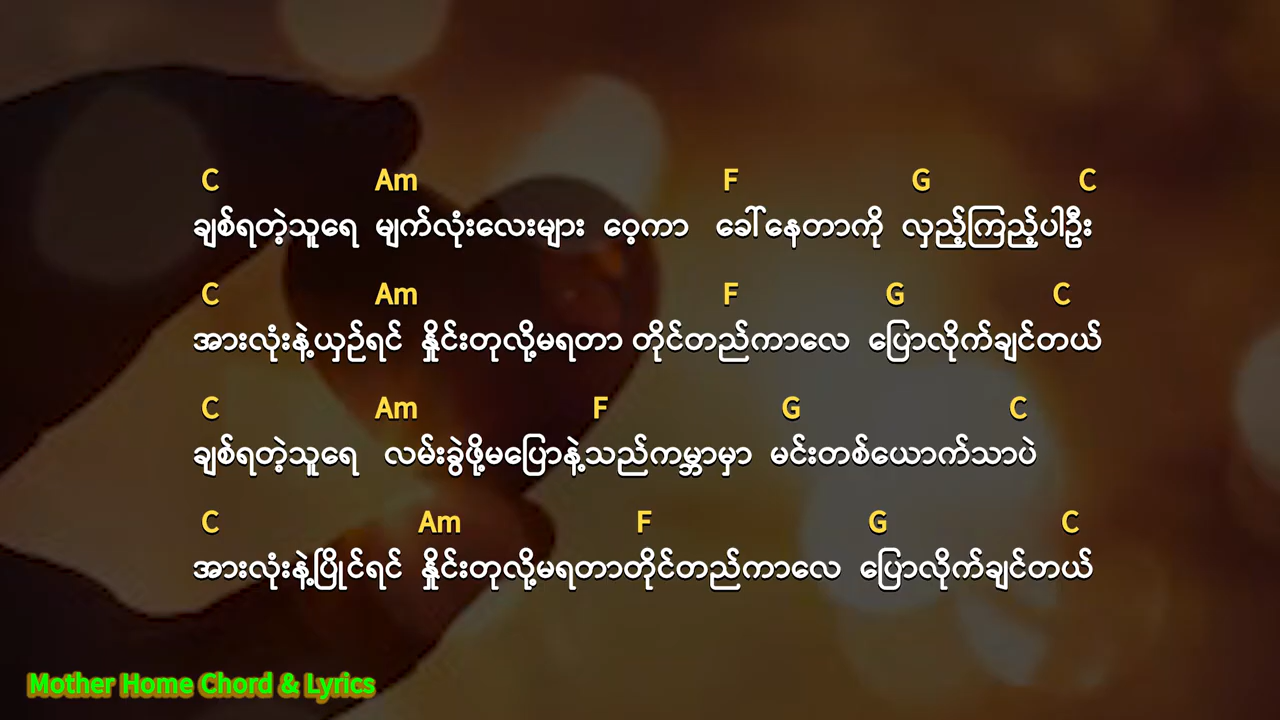 C Am F G C
ချစ်ရတဲ့သူရေ မျက်လုံးလေးများ ဝေ့ကာ ခေါ်နေတာကို လှည့်ကြည့်ပါဦး
C Am F G C
အားလုံးနဲ့ယှဉ်ရင် နှိုင်းတုလို့မရတာ တိုင်တည်ကာလေ ပြောလိုက်ချင်တယ်
C Am F G C
ချစ်ရတဲ့သူရေ လမ်းခွဲဖို့မပြောနဲ့သည်ကမ္ဘာမှာ မင်းတစ်ယောက်သာပဲ
C Am F G C
အားလုံးနဲ့ပြိုင်ရင် နှိုင်းတုလို့မရတာတိုင်တည်ကာလေ ပြောလိုက်ချင်တယ်
Mother Home Chord & Lyrics